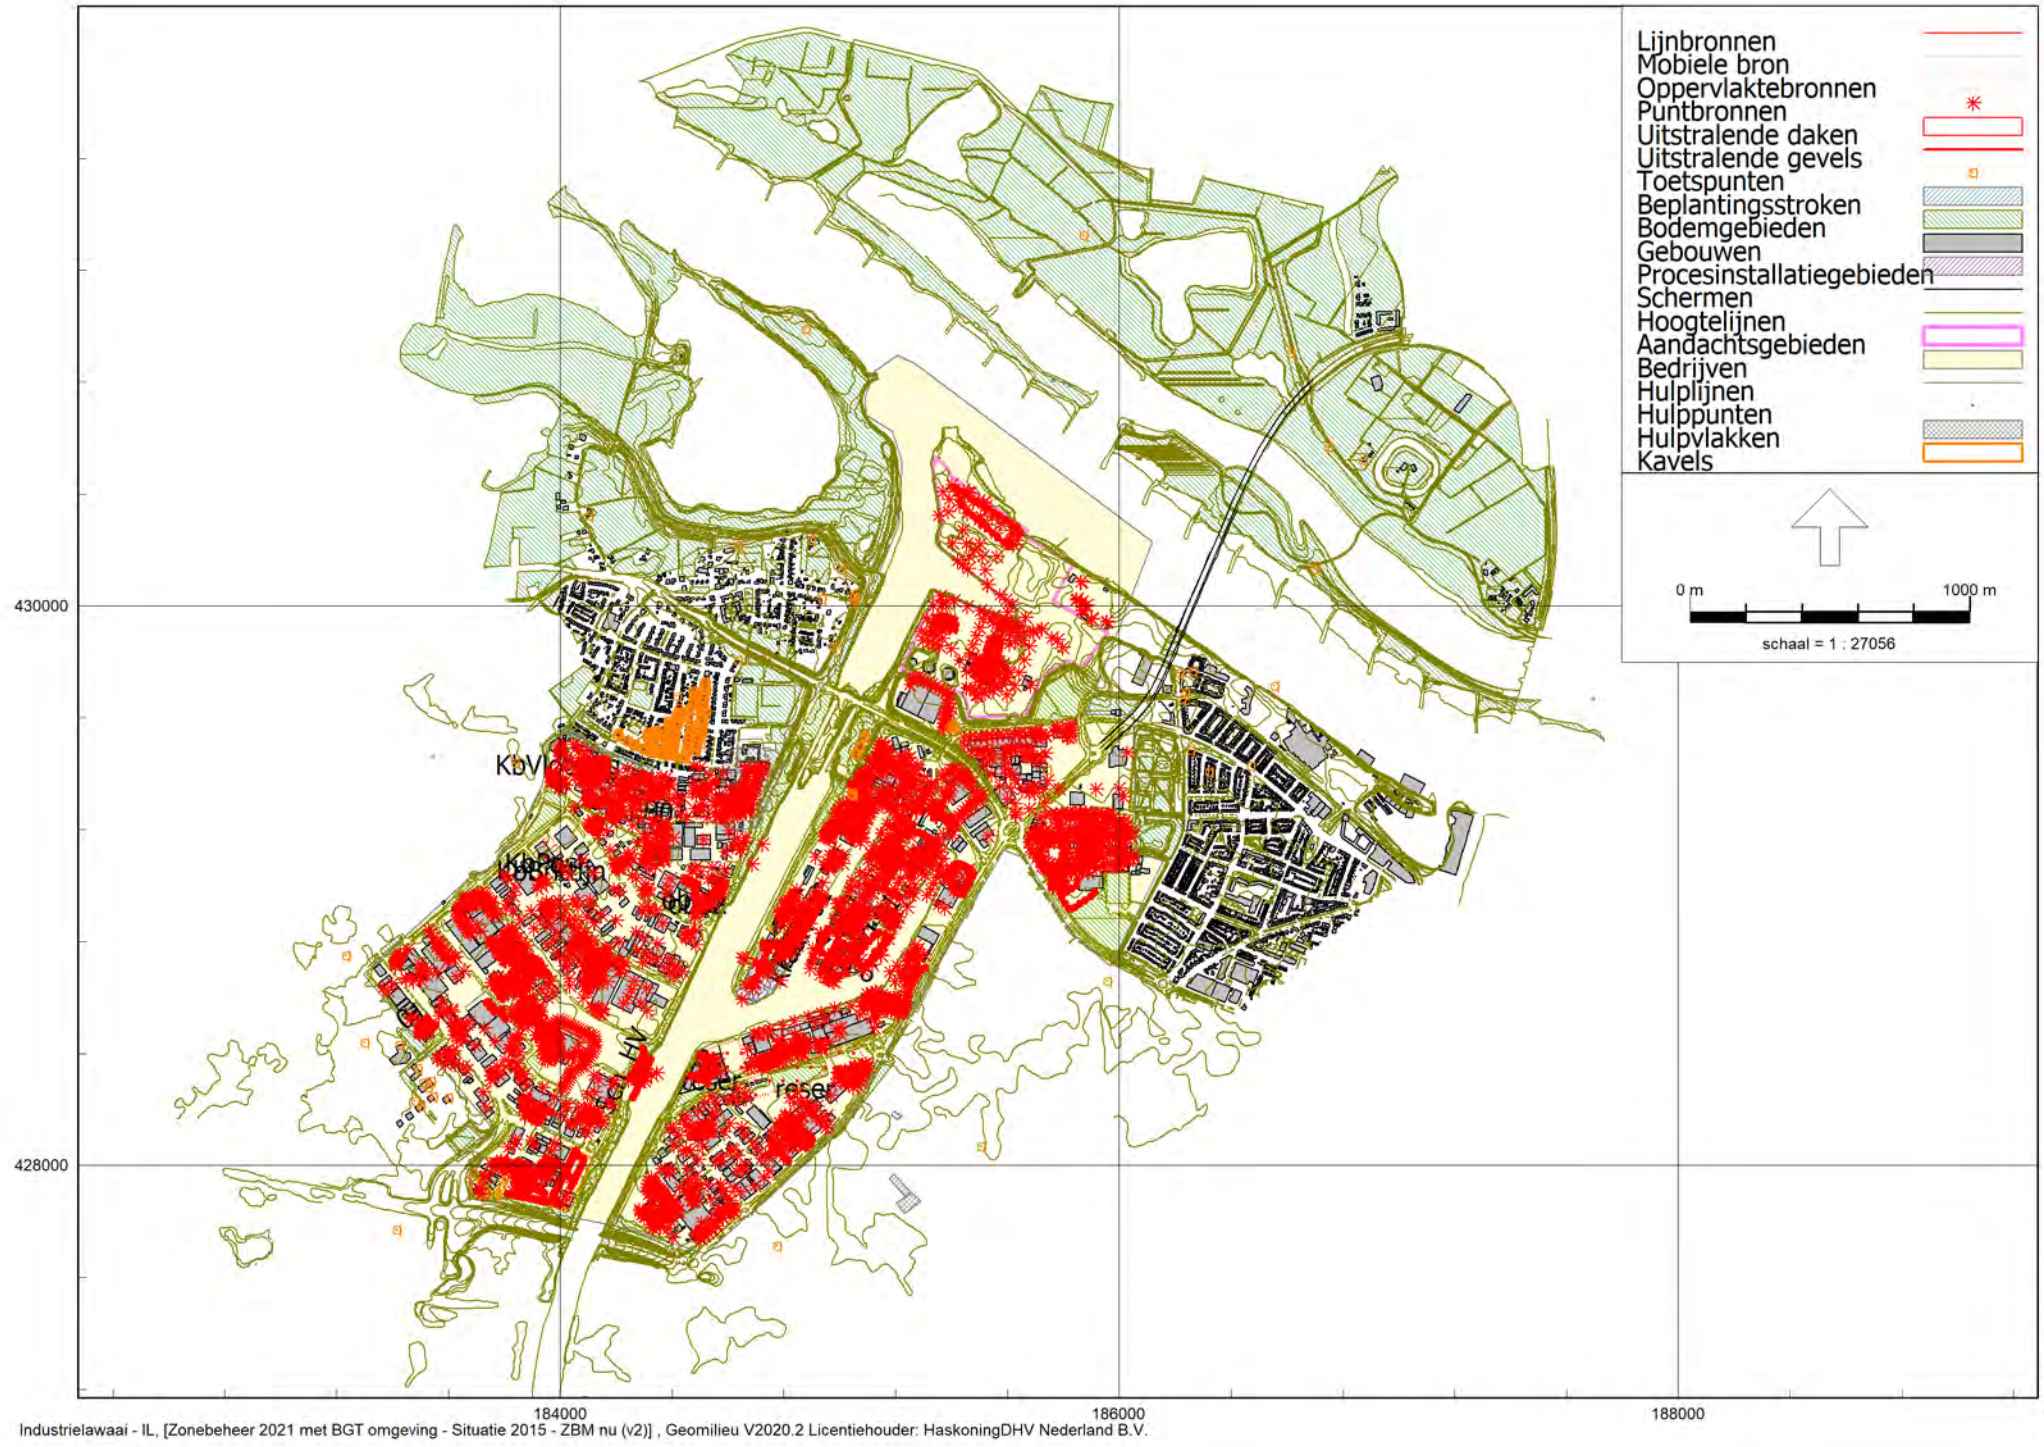 Lijnbronnen
Mobiele bron
Oppervlaktebronnen
Puntbronnen
Uitstralende daken
Uitstralende gevels
Toetspunten
Beplantingsstroken
Bodemgebieden
Gebouwen
Procesinstallatiegebieden
Schermen
Hoogtelijnen
Aandachtsgebieden
Bedrijven
Hulplijnen
Hulppunten
Hulpvlakken
Kavels
0 m 1000 m
schaal = 1 : 27056
430000
HV
reser
428000
184000 186000 188000
Industrielawaai - IL, [Zonebeheer 2021 met BGT omgeving - Situatie 2015 - ZBM nu (v2)] , Geomilieu V2020.2 Licentiehouder: HaskoningDHV Nederland B.V.